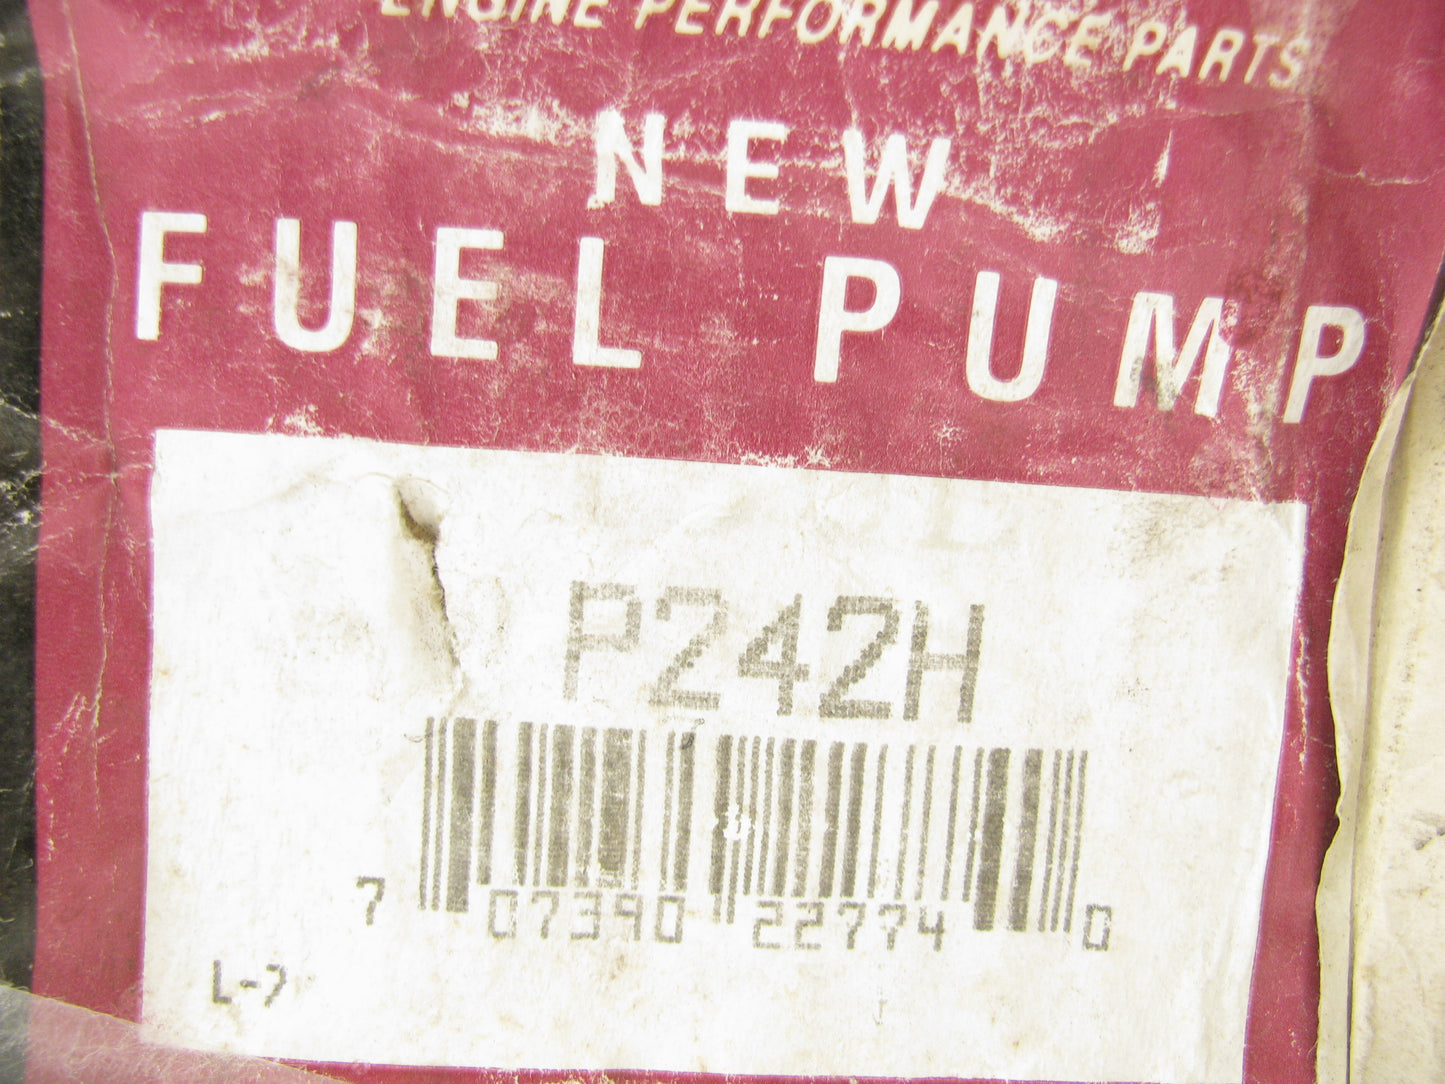 ENGINE PERFORMANCE PARTS
NEW
FUEL PUMP
P242H
7 07390 22774 0
L-7